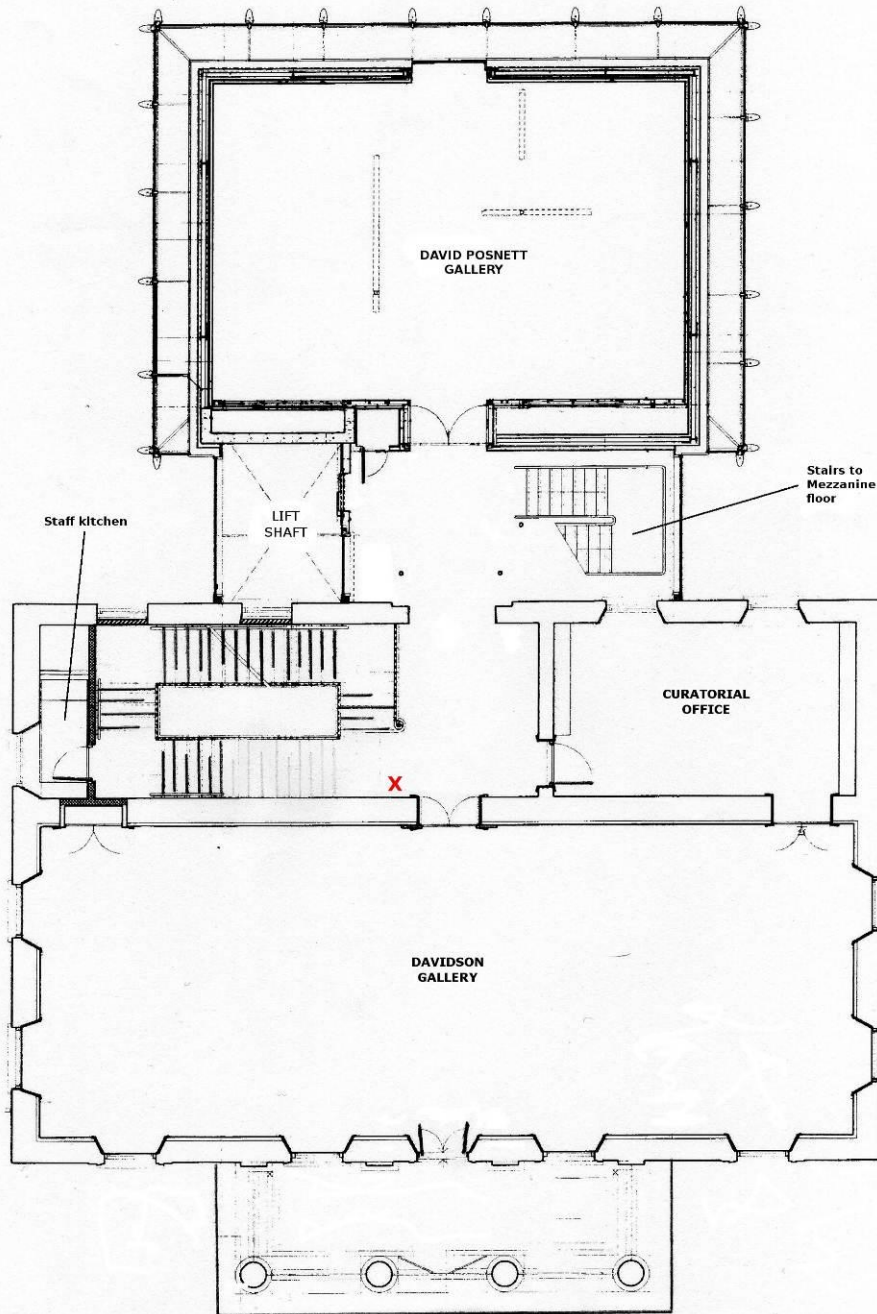 DAVID POSNETT
GALLERY
Stairs to
Mezzanine
floor
Staff kitchen
LIFT
SHAFT
CURATORIAL
OFFICE
X
DAVIDSON
GALLERY